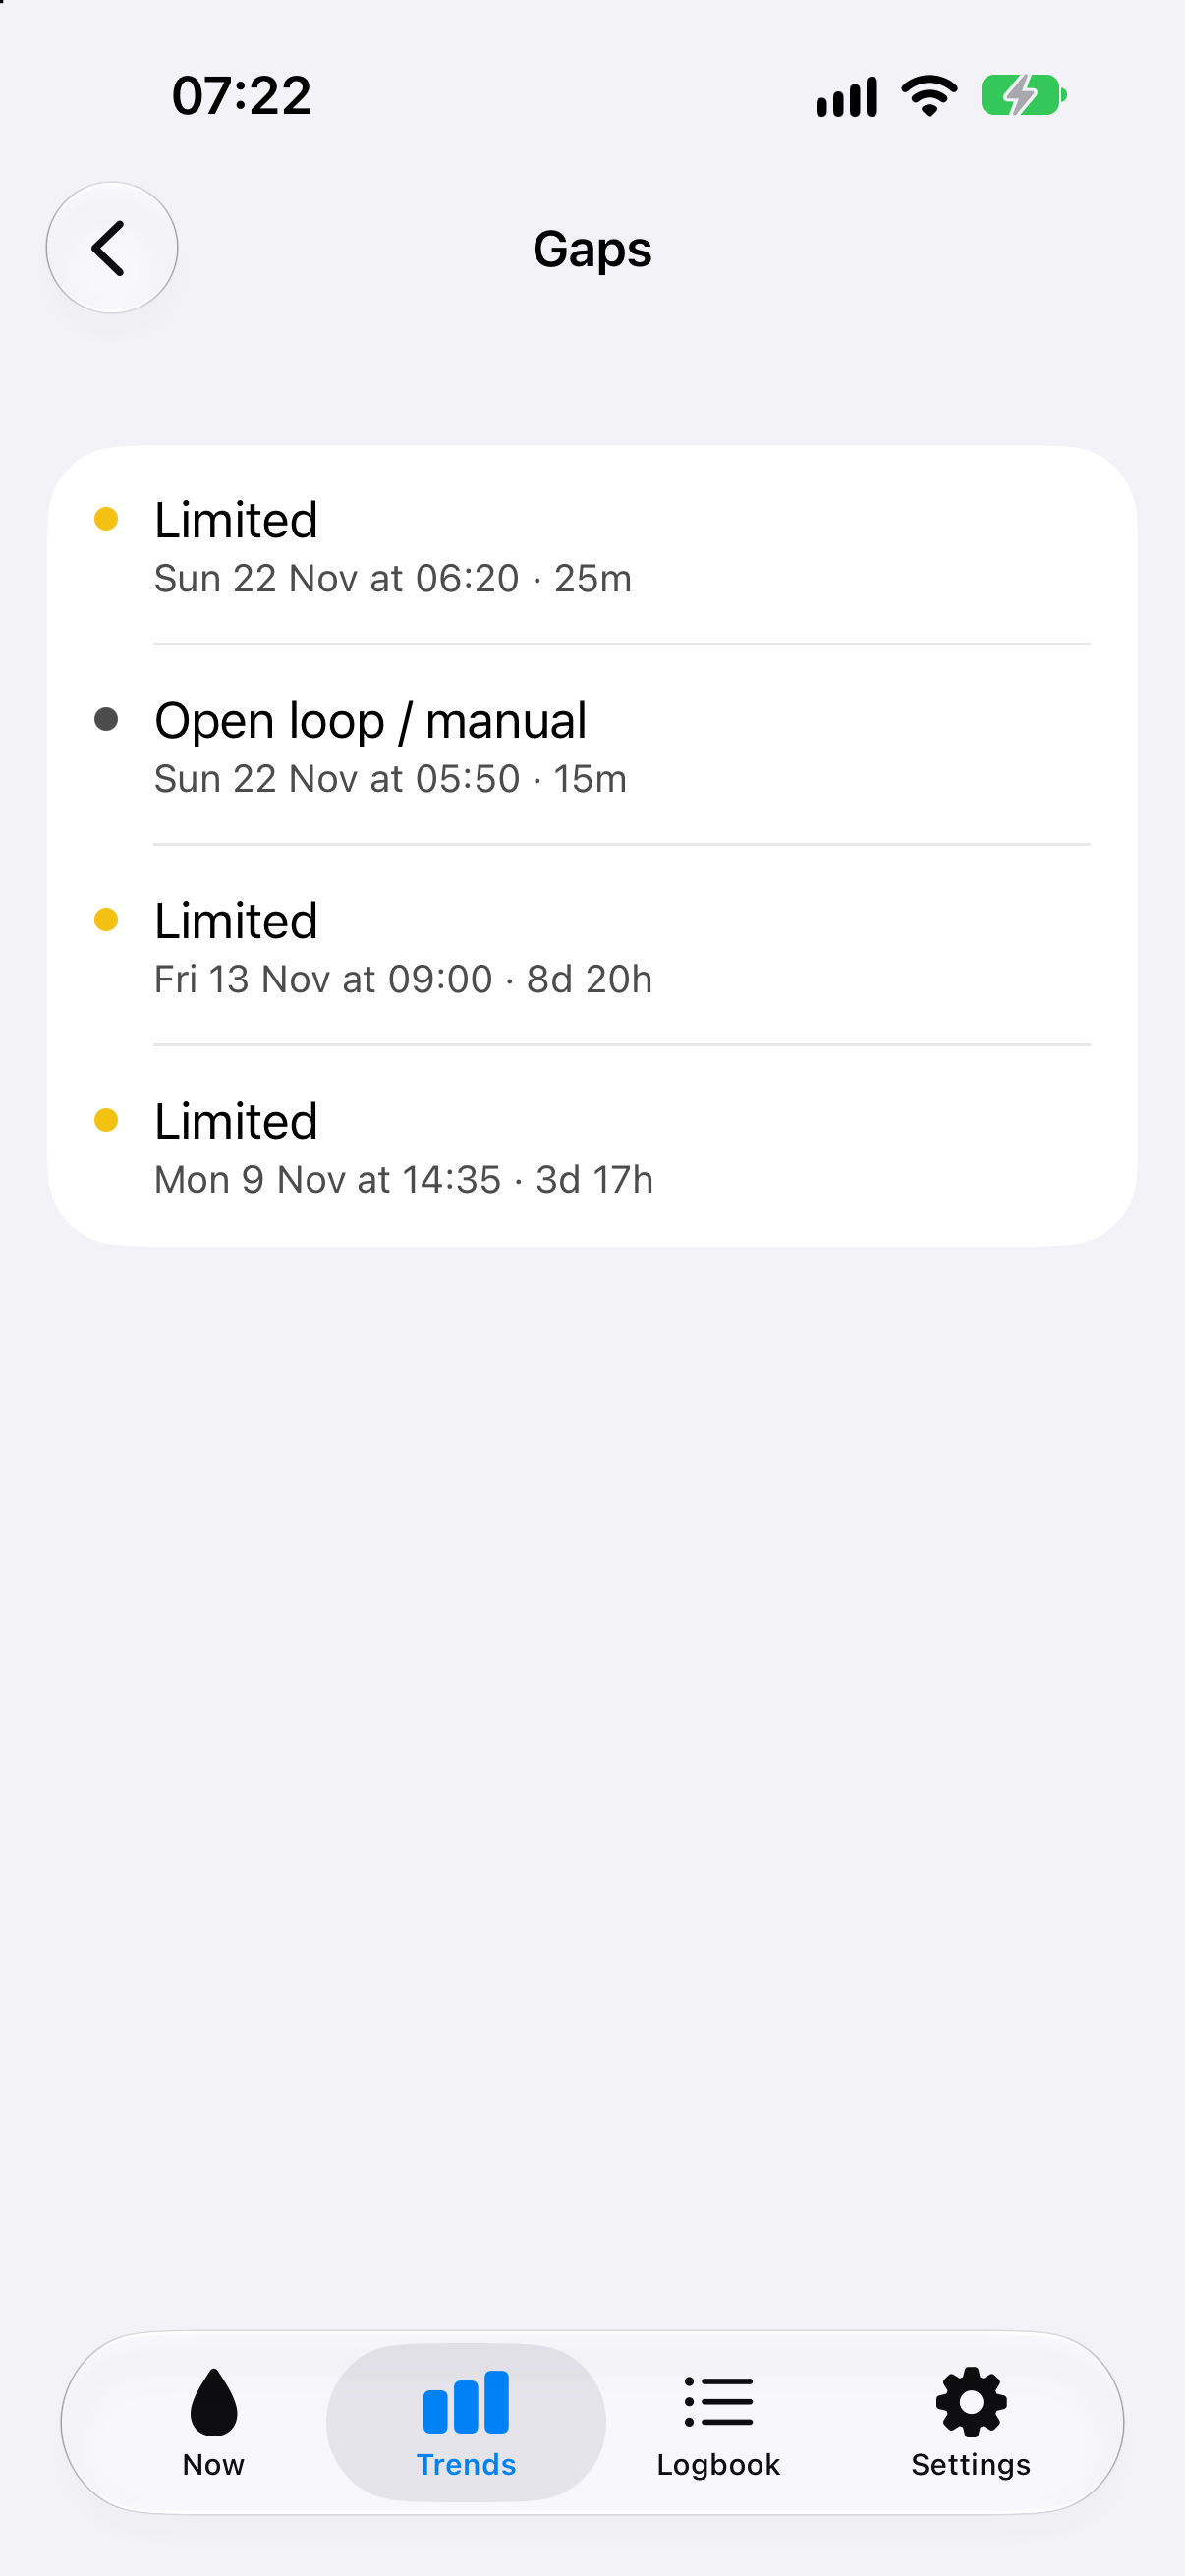 07:22
Gaps
Limited
Sun 22 Nov at 06:20 · 25m
Open loop / manual
Sun 22 Nov at 05:50 · 15m
Limited
Fri 13 Nov at 09:00 · 8d 20h
Limited
Mon 9 Nov at 14:35 · 3d 17h
Now
Trends
Logbook
Settings